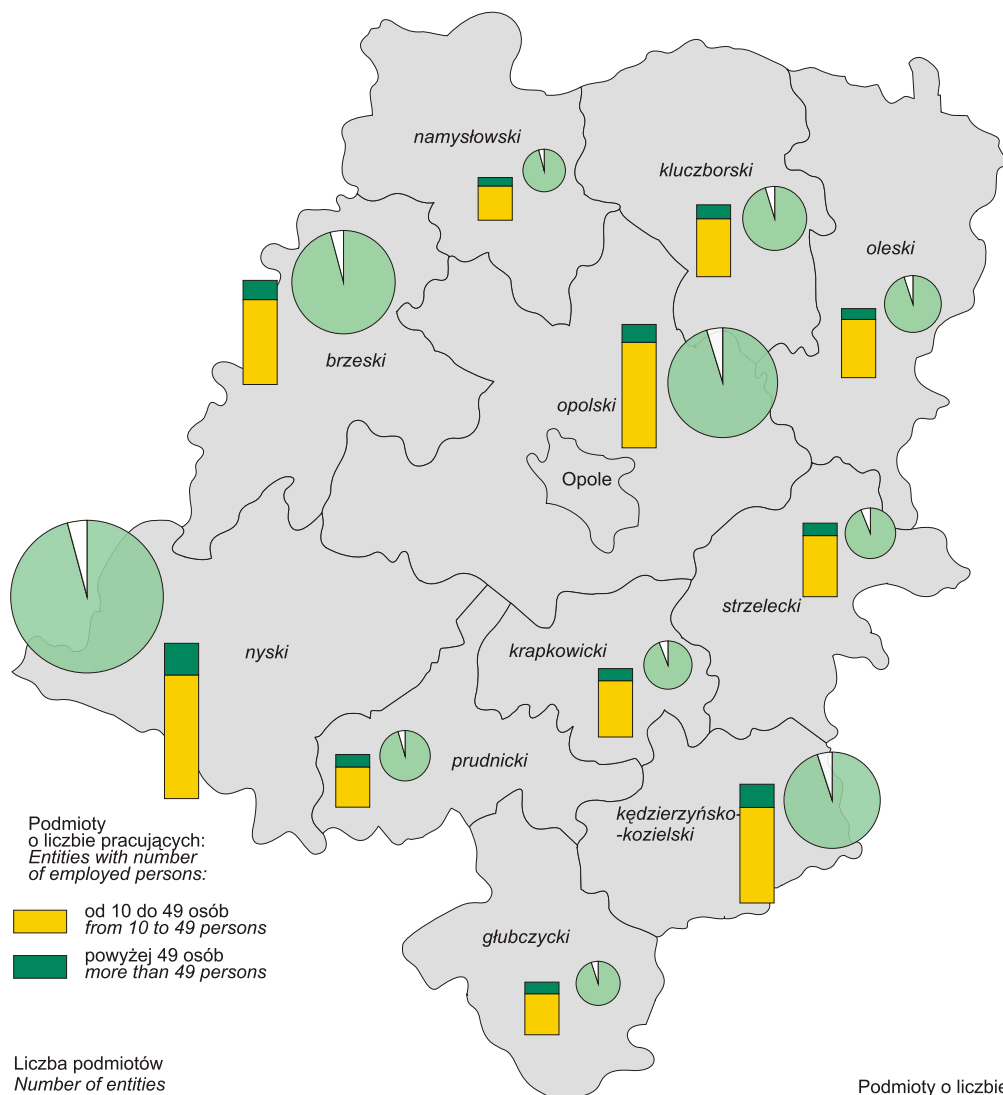 namysłowski
kluczborski
oleski
brzeski
opolski
Opole
strzelecki
nyski
krapkowicki
prudnicki
kędzierzyńsko-
-kozielski
głubczycki
Podmioty
o liczbie pracujących:
Entities with number
of employed persons:
od 10 do 49 osób
from 10 to 49 persons
powyżej 49 osób
more than 49 persons
Liczba podmiotów
Number of entities
Podmioty o liczbie